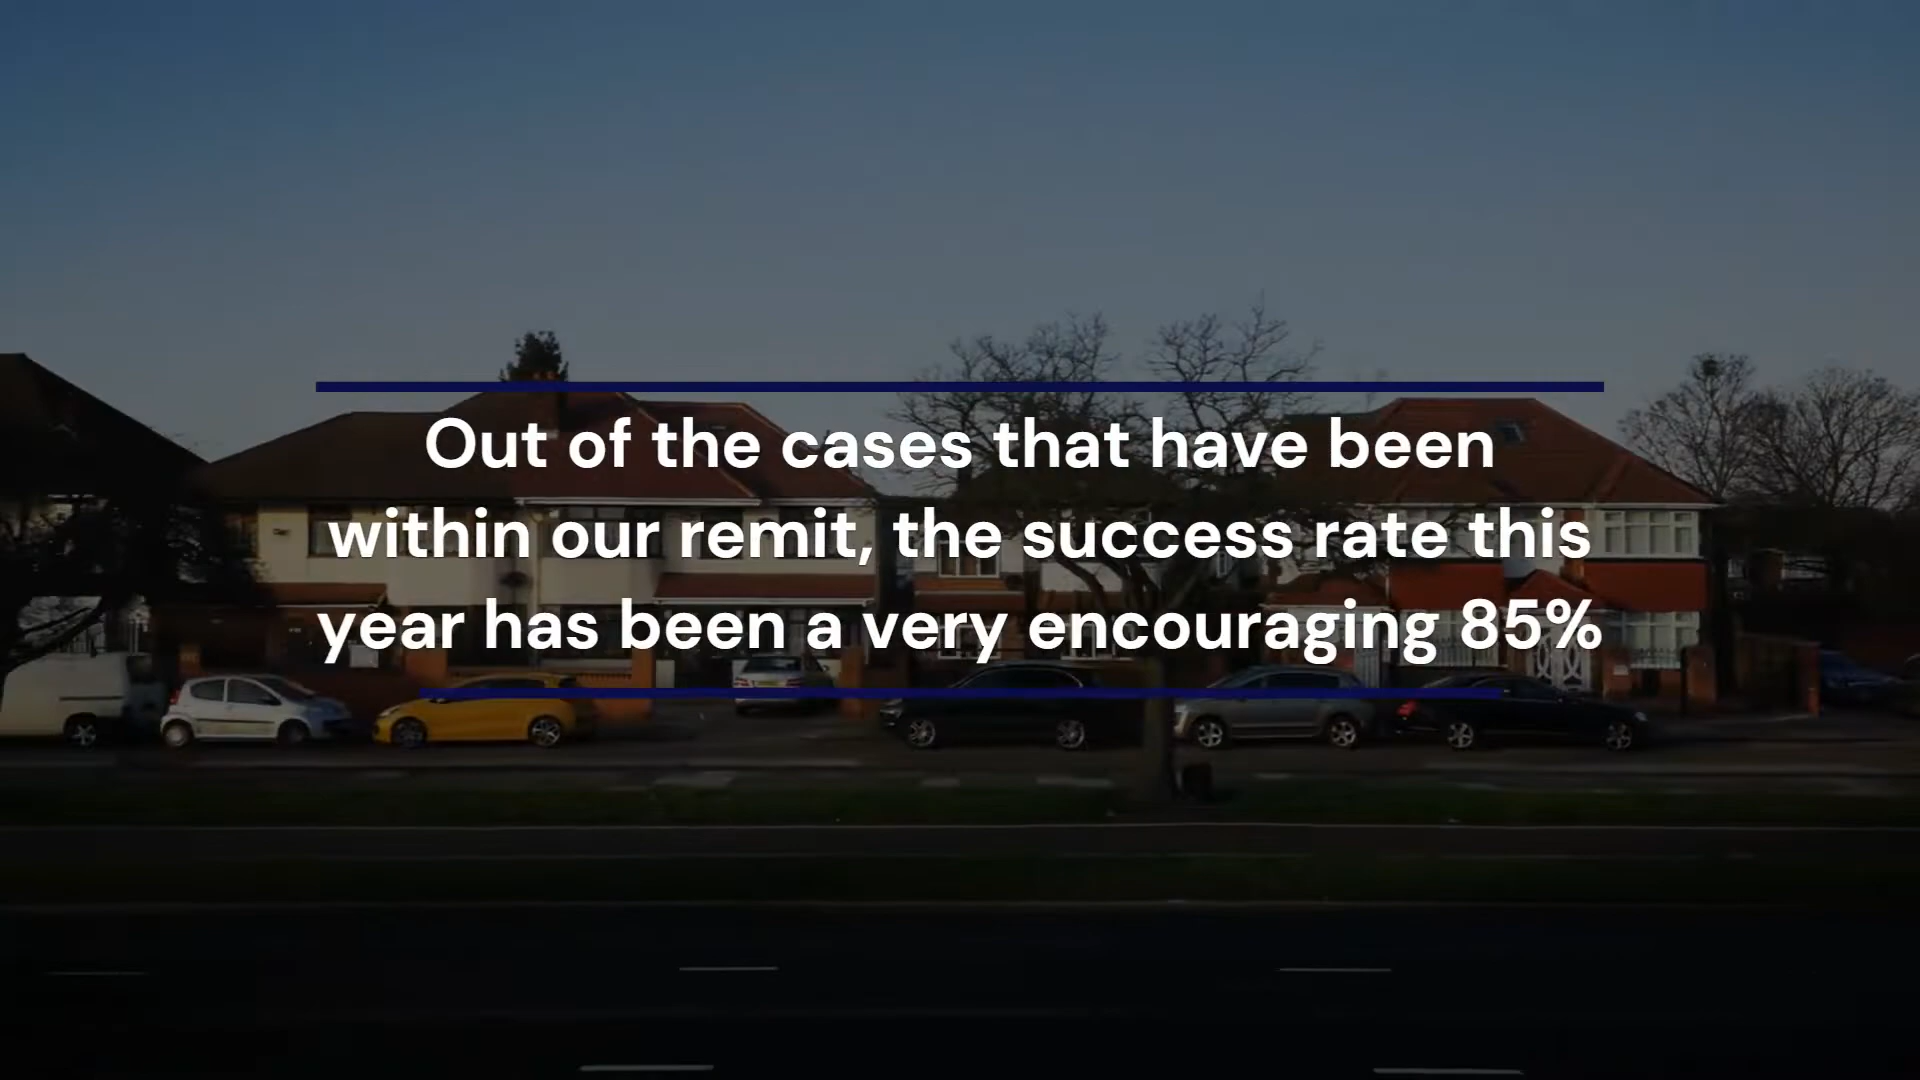 Out of the cases that have been
within our remit, the success rate this
year has been a very encouraging 85%